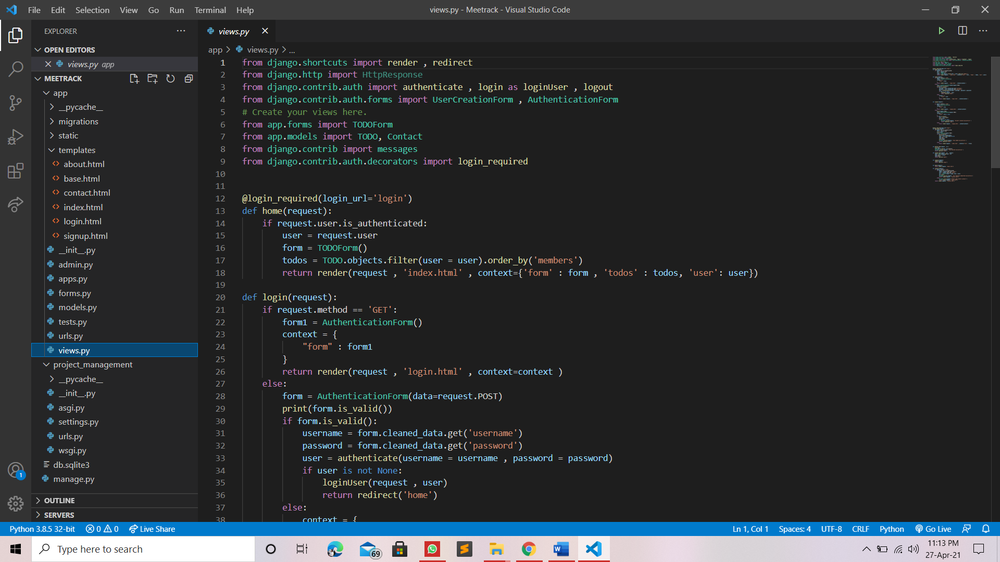 File Edit Selection View Go Run Terminal Help
views.py - Meetrack - Visual Studio Code
EXPLORER
OPEN EDITORS
views.py app
MEETRACK
app
__pycache__
migrations
static
templates
about.html
base.html
contact.html
index.html
login.html
signup.html
__init__.py
admin.py
apps.py
forms.py
models.py
tests.py
urls.py
views.py
project_management
__pycache__
__init__.py
asgi.py
settings.py
urls.py
wsgi.py
db.sqlite3
manage.py
OUTLINE
SERVERS
1
views.py
app > views.py > ...
1 from django.shortcuts import render , redirect
2 from django.http import HttpResponse
3 from django.contrib.auth import authenticate , login as loginUser , logout
4 from django.contrib.auth.forms import UserCreationForm , AuthenticationForm
5 # Create your views here.
6 from app.forms import TODOForm
7 from app.models import TODO, Contact
8 from django.contrib import messages
9 from django.contrib.auth.decorators import login_required
10
11
12 @login_required(login_url='login')
13 def home(request):
14     if request.user.is_authenticated:
15         user = request.user
16         form = TODOForm()
17         todos = TODO.objects.filter(user = user).order_by('members')
18         return render(request , 'index.html' , context={'form' : form , 'todos' : todos, 'user': user})
19
20 def login(request):
21     if request.method == 'GET':
22         form1 = AuthenticationForm()
23         context = {
24             "form" : form1
25         }
26         return render(request , 'login.html' , context=context )
27     else:
28         form = AuthenticationForm(data=request.POST)
29         print(form.is_valid())
30         if form.is_valid():
31             username = form.cleaned_data.get('username')
32             password = form.cleaned_data.get('password')
33             user = authenticate(username = username , password = password)
34             if user is not None:
35                 loginUser(request , user)
36                 return redirect('home')
37         else:
38             context = {
Python 3.8.5 32-bit 0 0 Live Share
Ln 1, Col 1 Spaces: 4 UTF-8 CRLF Python Go Live
Type here to search
69
11:13 PM
27-Apr-21